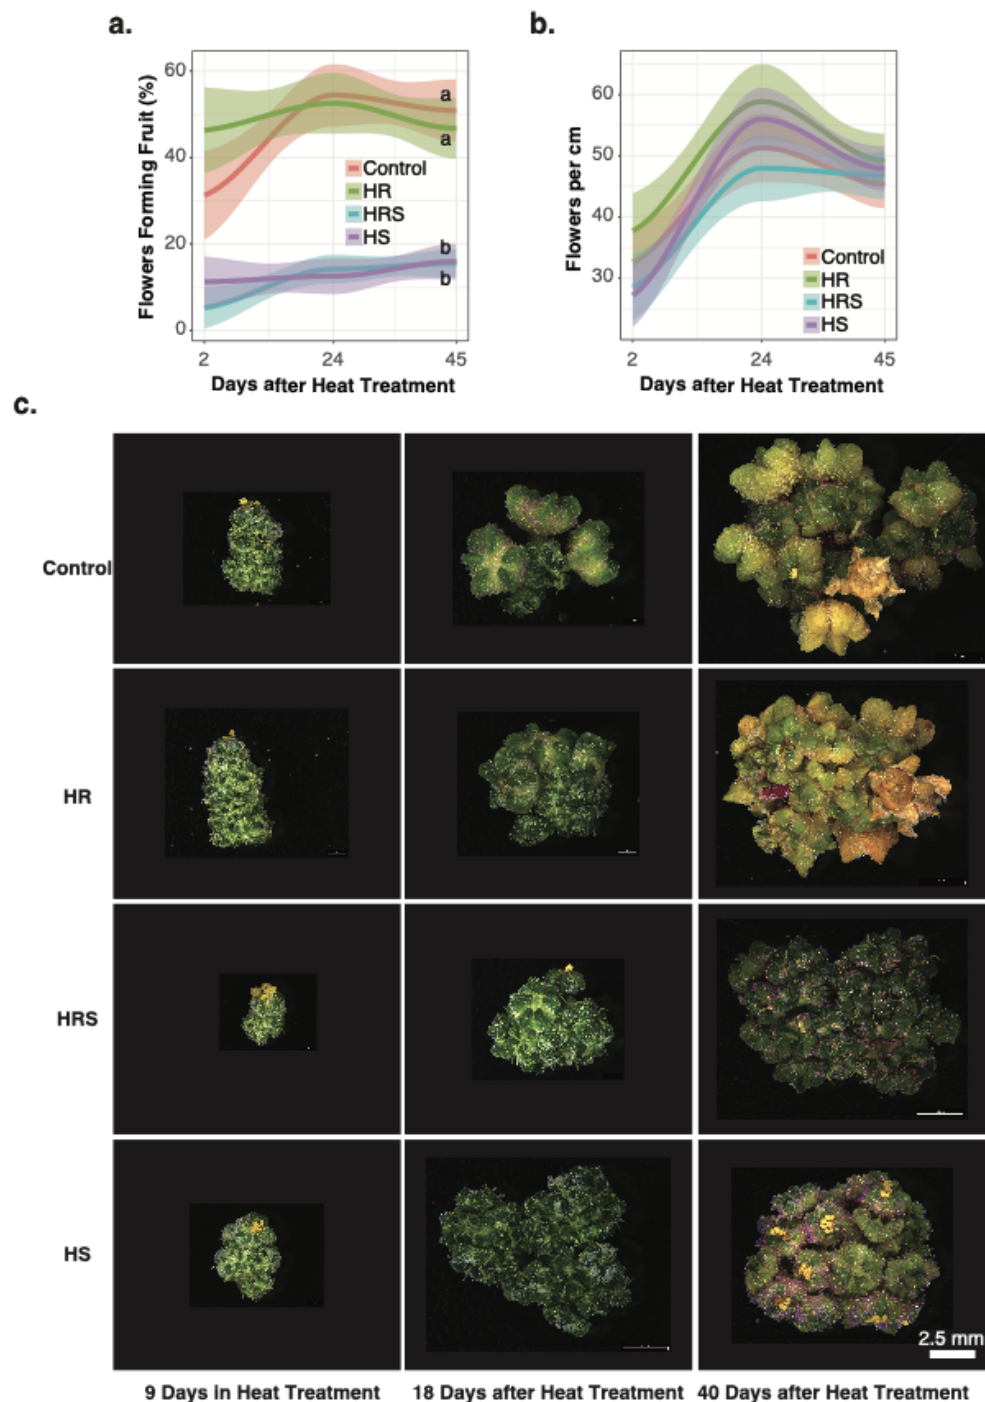 a.
Flowers Forming Fruit (%)
60
40
20
0
a
a
b
b
Control
HR
HRS
HS
2 24 45
Days after Heat Treatment
b.
Flowers per cm
60
50
40
30
Control
HR
HRS
HS
2 24 45
Days after Heat Treatment
c.
Control
HR
HRS
HS
2.5 mm
9 Days in Heat Treatment 18 Days after Heat Treatment 40 Days after Heat Treatment